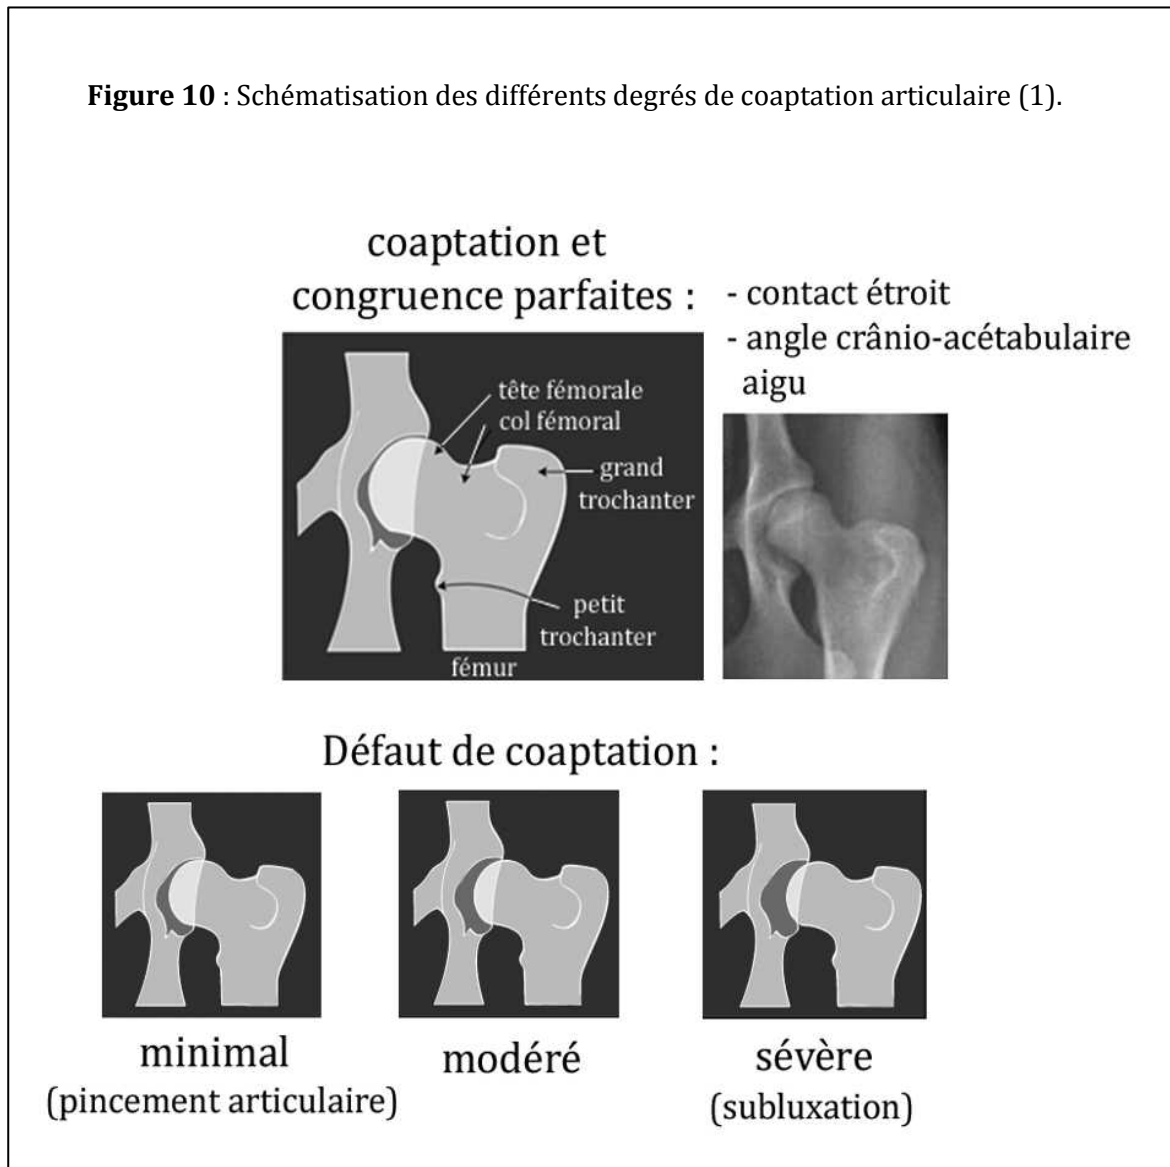 Figure 10 : Schématisation des différents degrés de coaptation articulaire (1).
coaptation et
congruence parfaites :
- contact étroit
- angle crânio-acétabulaire
aigu
tête fémorale
col fémoral
grand
trochanter
petit
trochanter
fémur
Défaut de coaptation :
minimal
(pincement articulaire)
modéré
sévère
(subluxation)